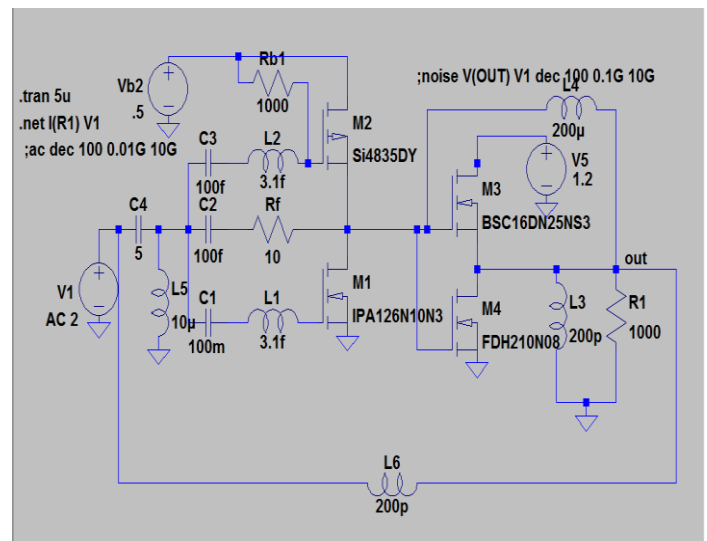 Rb1
;noise V(OUT) V1 dec 100 0.1G 10G
Vb2
L4
.tran 5u
.5
1000
200µ
.net I(R1) V1
M2
;ac dec 100 0.01G 10G
C3
L2
Si4835DY
V5
M3
1.2
100f
3.1f
C2
Rf
BSC16DN25NS3
C4
out
5
100f
10
M1
V1
L5
C1
L1
IPA126N10N3
M4
L3
R1
AC 2
10µ
100m
3.1f
FDH210N08
200p
1000
L6
200p